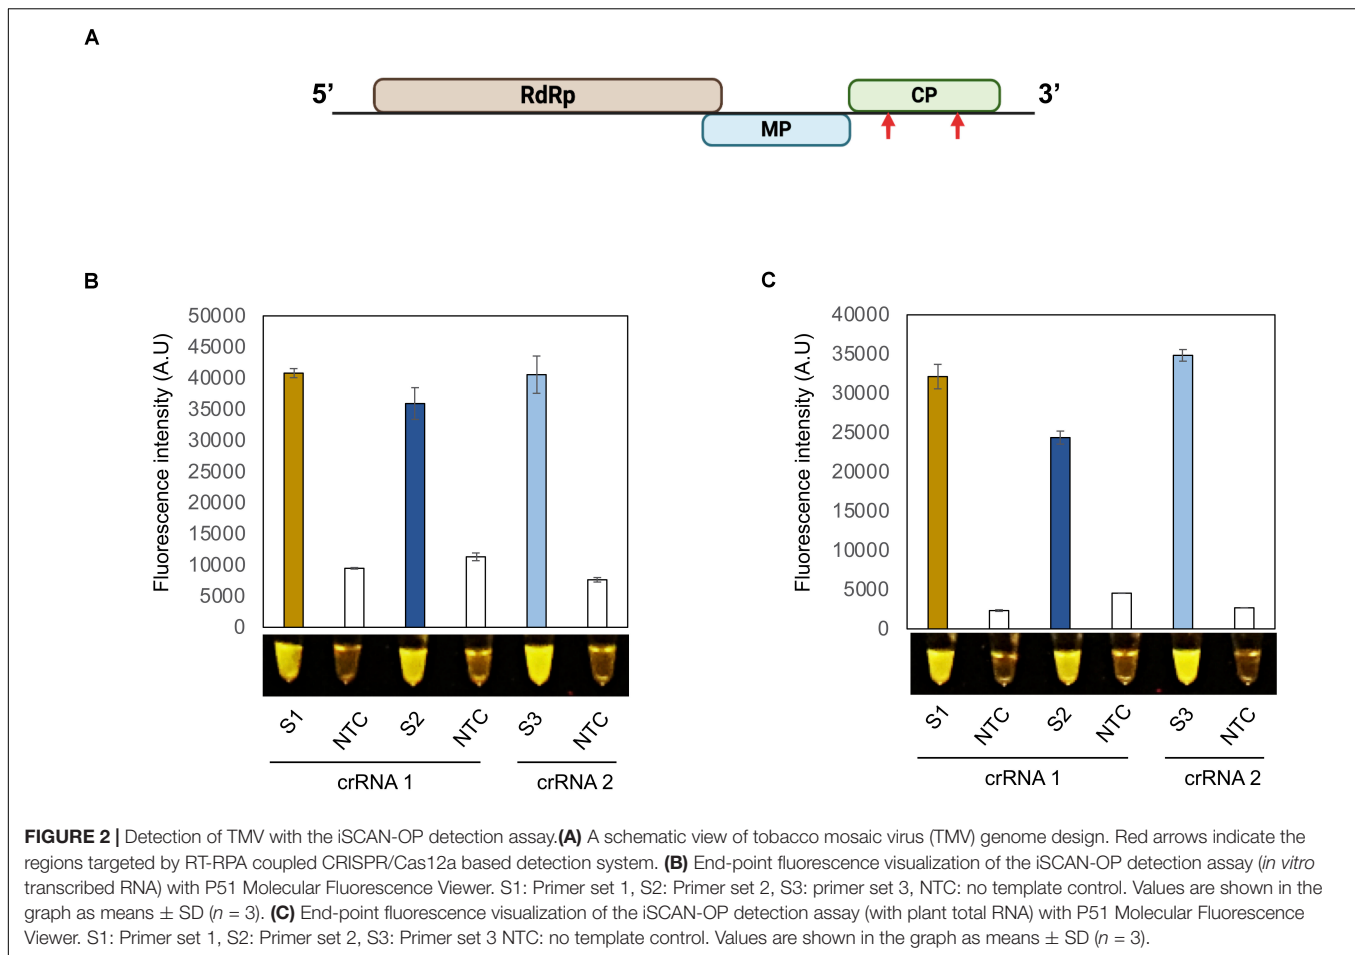 A
5’ RdRp CP 3’
MP
B
Fluorescence intensity (A.U)
50000
45000
40000
35000
30000
25000
20000
15000
10000
5000
0
S1 NTC S2 NTC S3 NTC
crRNA 1 crRNA 2
C
Fluorescence intensity (A.U)
40000
35000
30000
25000
20000
15000
10000
5000
0
S1 NTC S2 NTC S3 NTC
crRNA 1 crRNA 2
FIGURE 2 | Detection of TMV with the iSCAN-OP detection assay.(A) A schematic view of tobacco mosaic virus (TMV) genome design. Red arrows indicate the
regions targeted by RT-RPA coupled CRISPR/Cas12a based detection system. (B) End-point fluorescence visualization of the iSCAN-OP detection assay (in vitro
transcribed RNA) with P51 Molecular Fluorescence Viewer. S1: Primer set 1, S2: Primer set 2, S3: primer set 3, NTC: no template control. Values are shown in the
graph as means ± SD (n = 3). (C) End-point fluorescence visualization of the iSCAN-OP detection assay (with plant total RNA) with P51 Molecular Fluorescence
Viewer. S1: Primer set 1, S2: Primer set 2, S3: Primer set 3 NTC: no template control. Values are shown in the graph as means ± SD (n = 3).